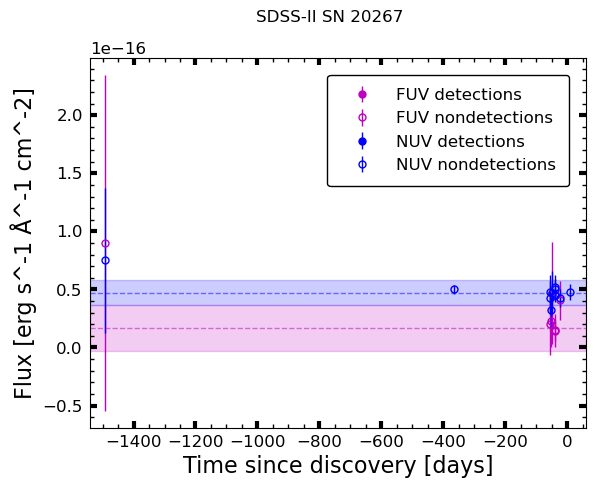 SDSS-II SN 20267
1e−16
FUV detections
FUV nondetections
NUV detections
NUV nondetections
2.0
1.5
1.0
0.5
0.0
−0.5
Flux [erg s^-1 Å^-1 cm^-2]
−1400 −1200 −1000 −800 −600 −400 −200 0
Time since discovery [days]